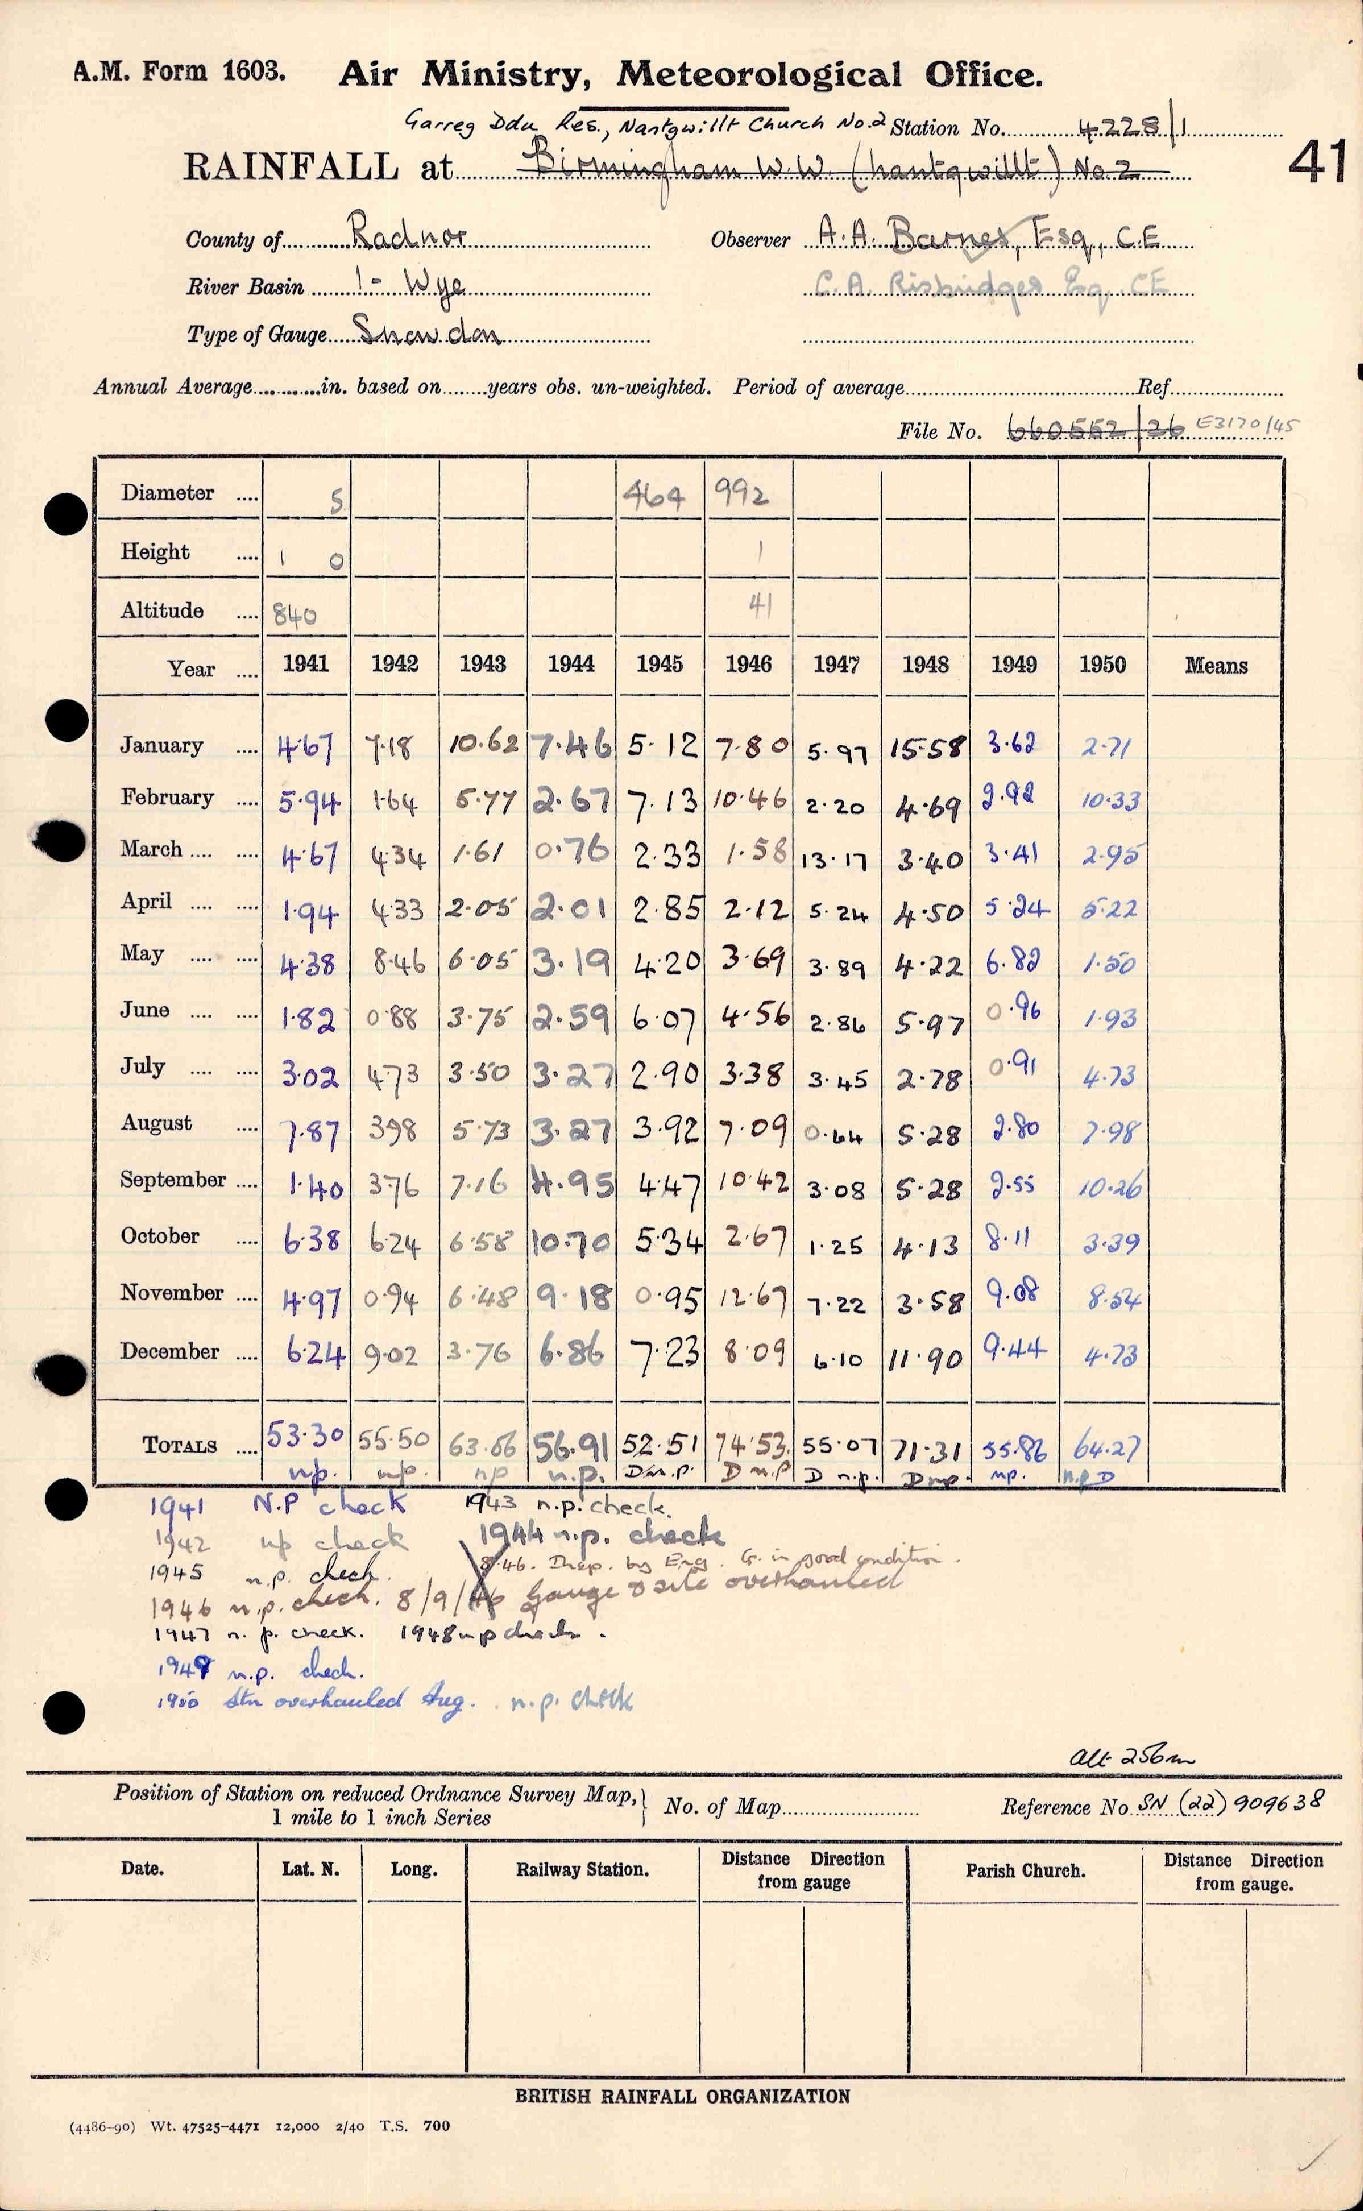 A.M. Form 1603. Air Ministry, Meteorological Office.
Garreg Ddu Res., Nantgwillt Church No.2 Station No. 4228/1
41
RAINFALL at Birmingham W.W. (Nantgwillt) No.2
County of Radnor Observer A.A. Barnes, Esq., C.E
River Basin 1- Wye C.A. Risbridger Esq. CE
Type of Gauge Snowdon
Annual Average in. based on years obs. un-weighted. Period of average Ref.
File No. 660552/26 E3170/45
Diameter 5 464 992
Height 1 0 1
Altitude 840 41
Year 1941 1942 1943 1944 1945 1946 1947 1948 1949 1950 Means
January 4.67 7.18 10.62 7.46 5.12 7.80 5.97 15.58 3.62 2.71
February 5.94 1.64 5.77 2.67 7.13 10.46 2.20 4.69 2.92 10.33
March 4.67 4.34 1.61 0.76 2.33 1.58 13.17 3.40 3.41 2.95
April 1.94 4.33 2.05 2.01 2.85 2.12 5.24 4.50 5.24 5.22
May 4.38 8.46 6.05 3.19 4.20 3.69 3.89 4.22 6.82 1.50
June 1.82 0.88 3.75 2.59 6.07 4.56 2.86 5.97 0.96 1.93
July 3.02 4.73 3.50 3.27 2.90 3.38 3.45 2.78 0.91 4.73
August 7.87 3.98 5.73 3.27 3.92 7.09 0.64 5.28 2.80 7.98
September 1.40 3.76 7.16 4.95 4.47 10.42 3.08 5.28 2.55 10.26
October 6.38 6.24 6.58 10.70 5.34 2.67 1.25 4.13 8.11 3.39
November 4.97 0.94 6.48 9.18 0.95 12.67 7.22 3.58 9.08 8.54
December 6.24 9.02 3.76 6.86 7.23 8.09 6.10 11.90 9.44 4.73
TOTALS 53.30 55.50 63.06 56.91 52.51 74.53 55.07 71.31 55.86 64.27
n.p. n.p. np n.p. D n.p. D n.p D n.p. D np. np. n.p D
1941 N.P check 1943 n.p. check.
1942 np check 1944 n.p. check
1945 n.p. check. 8.46. Insp. by Eng. G. in good condition.
1946 n.p. check. 8/9/46 Gauge & site overhauled
1947 n.p. check. 1948 n p check.
1949 n.p. check.
1950 Stn overhauled Aug. n.p. check
alt 256m
Position of Station on reduced Ordnance Survey Map, 1 mile to 1 inch Series No. of Map Reference No SN (22) 909638
Date. Lat. N. Long. Railway Station. Distance Direction from gauge Parish Church. Distance Direction from gauge.
BRITISH RAINFALL ORGANIZATION
(4486-90) Wt. 47525-4471 12,000 2/40 T.S. 700